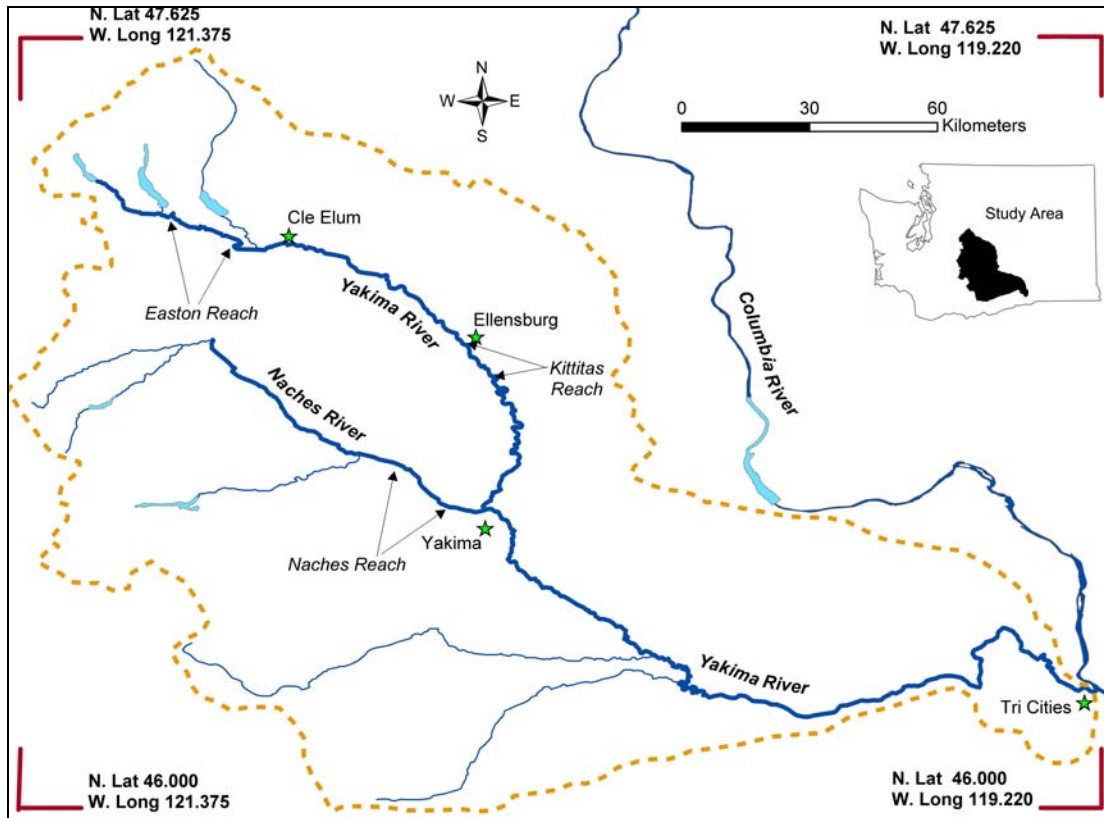 N. Lat 47.625
W. Long 121.375
N. Lat 47.625
W. Long 119.220
N
W E
S
0 30 60
Kilometers
Study Area
Cle Elum
Easton Reach
Yakima River
Ellensburg
Kittitas
Reach
Columbia River
Naches River
Yakima
Naches Reach
Yakima River
Tri Cities
N. Lat 46.000
W. Long 121.375
N. Lat 46.000
W. Long 119.220